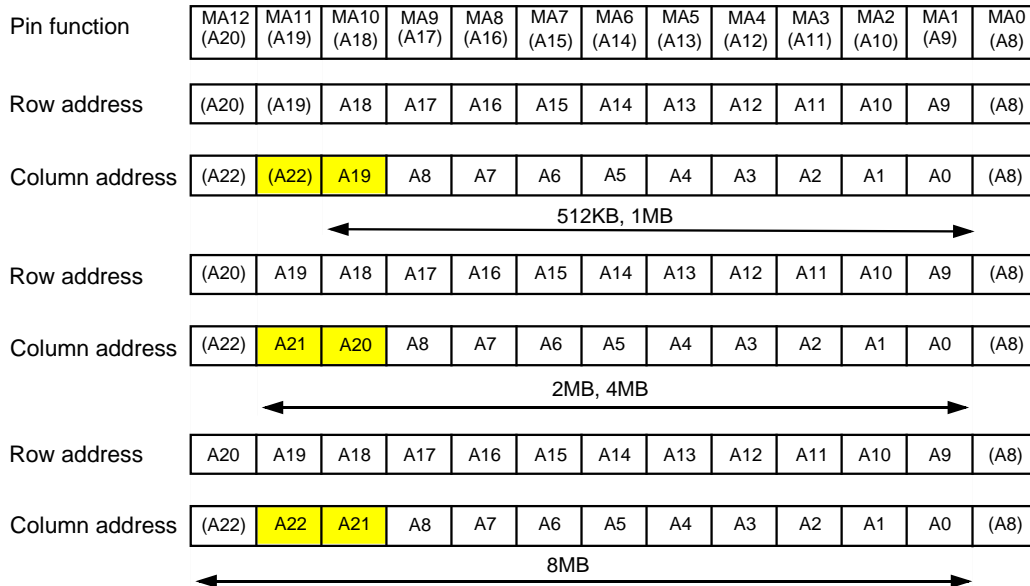 Pin function MA12 MA11 MA10 MA9 MA8 MA7 MA6 MA5 MA4 MA3 MA2 MA1 MA0
(A20) (A19) (A18) (A17) (A16) (A15) (A14) (A13) (A12) (A11) (A10) (A9) (A8)
Row address (A20) (A19) A18 A17 A16 A15 A14 A13 A12 A11 A10 A9 (A8)
Column address (A22) (A22) A19 A8 A7 A6 A5 A4 A3 A2 A1 A0 (A8)
512KB, 1MB
Row address (A20) A19 A18 A17 A16 A15 A14 A13 A12 A11 A10 A9 (A8)
Column address (A22) A21 A20 A8 A7 A6 A5 A4 A3 A2 A1 A0 (A8)
2MB, 4MB
Row address A20 A19 A18 A17 A16 A15 A14 A13 A12 A11 A10 A9 (A8)
Column address (A22) A22 A21 A8 A7 A6 A5 A4 A3 A2 A1 A0 (A8)
8MB